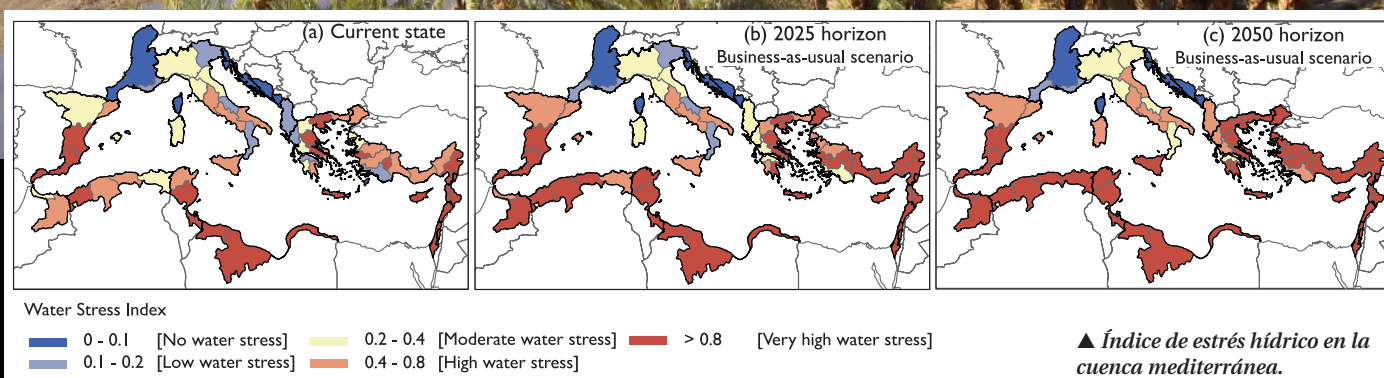 (a) Current state
(b) 2025 horizon
Business-as-usual scenario
(c) 2050 horizon
Business-as-usual scenario
Water Stress Index
0 - 0.1 [No water stress]
0.2 - 0.4 [Moderate water stress]
> 0.8 [Very high water stress]
0.1 - 0.2 [Low water stress]
0.4 - 0.8 [High water stress]
▲ Índice de estrés hídrico en la
cuenca mediterránea.